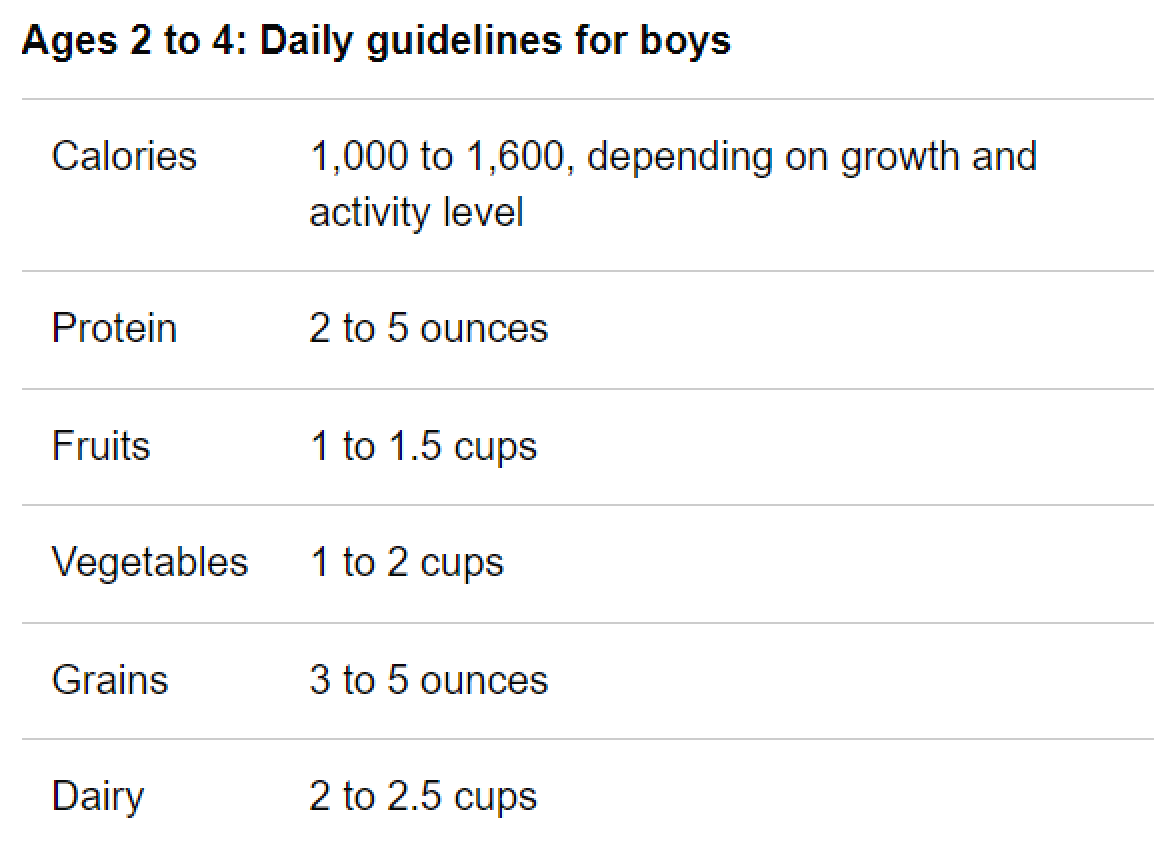 Ages 2 to 4: Daily guidelines for boys
Calories 1,000 to 1,600, depending on growth and
activity level
Protein 2 to 5 ounces
Fruits 1 to 1.5 cups
Vegetables 1 to 2 cups
Grains 3 to 5 ounces
Dairy 2 to 2.5 cups